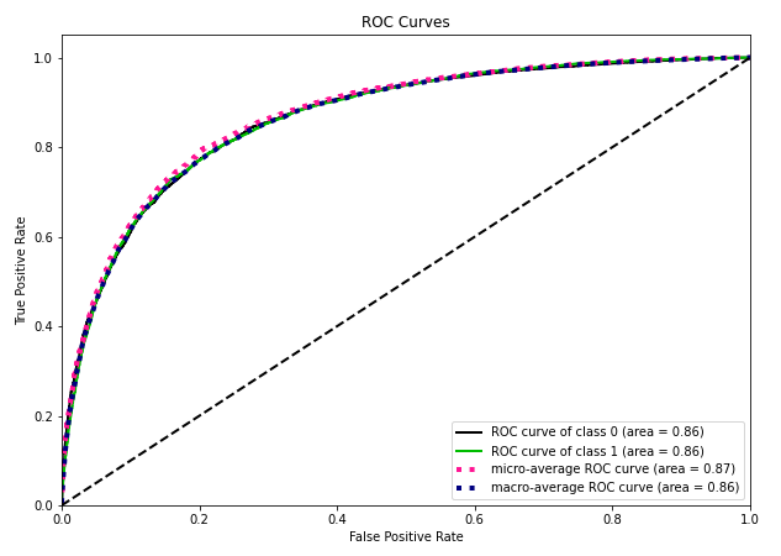 ROC Curves
True Positive Rate
1.0
0.8
0.6
0.4
0.2
0.0
ROC curve of class 0 (area = 0.86)
ROC curve of class 1 (area = 0.86)
micro-average ROC curve (area = 0.87)
macro-average ROC curve (area = 0.86)
0.0 0.2 0.4 0.6 0.8 1.0
False Positive Rate